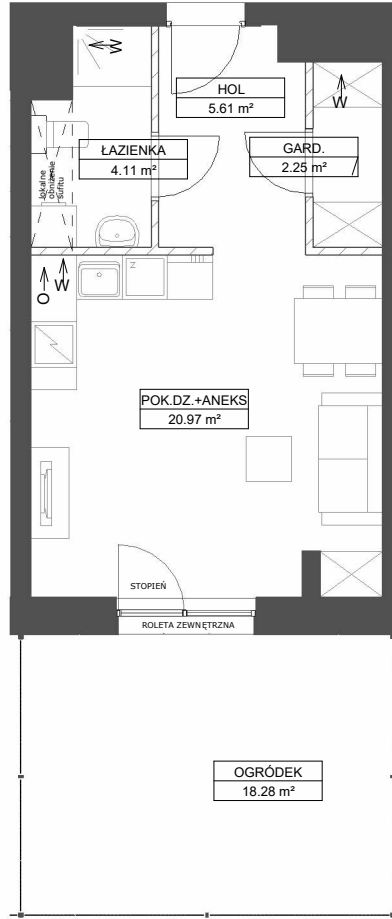 W
HOL
5.61 m²
W
ŁAZIENKA
4.11 m²
GARD.
2.25 m²
lokalne
obniżenie
sufitu
O
W
Z
POK.DZ.+ANEKS
20.97 m²
STOPIEŃ
ROLETA ZEWNĘTRZNA
OGRÓDEK
18.28 m²